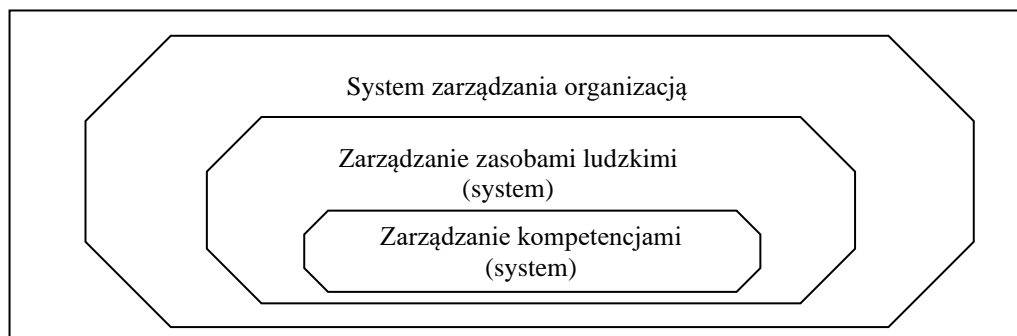 System zarządzania organizacją
Zarządzanie zasobami ludzkimi
(system)
Zarządzanie kompetencjami
(system)